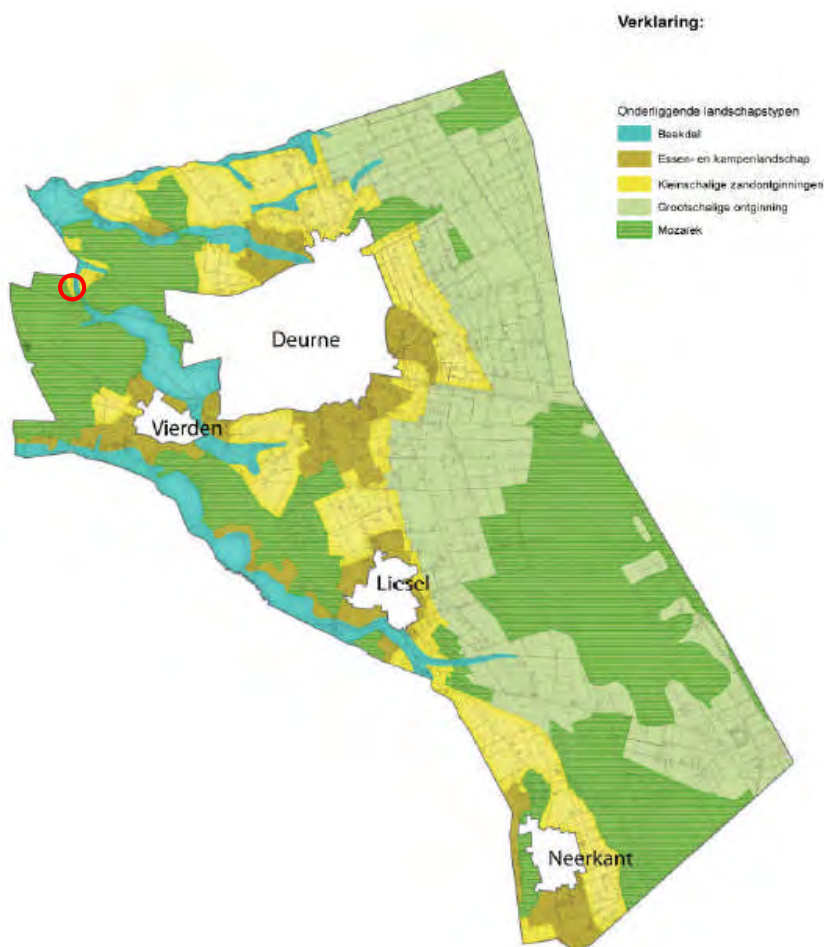 Verklaring:
Onderliggende landschapstypen
Beekdal
Essen- en kampenlandschap
Kleinschalige zandontginningen
Grootschalige ontginning
Mozaïek
Deurne
Vierden
Liesel
Neerkant